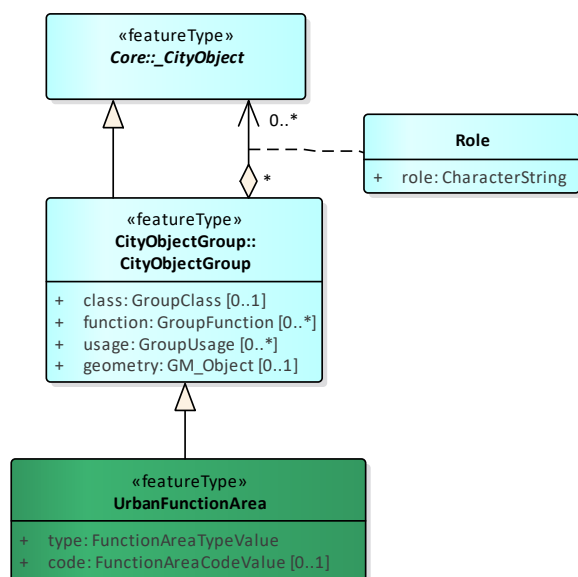 «featureType»
Core::_CityObject
0..*
Role
+ role: CharacterString
*
«featureType»
CityObjectGroup::
CityObjectGroup
+ class: GroupClass [0..1]
+ function: GroupFunction [0..*]
+ usage: GroupUsage [0..*]
+ geometry: GM_Object [0..1]
«featureType»
UrbanFunctionArea
+ type: FunctionAreaTypeValue
+ code: FunctionAreaCodeValue [0..1]